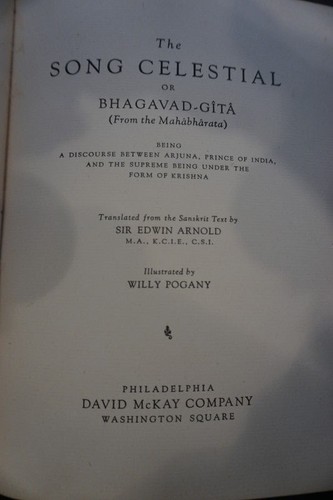 The
SONG CELESTIAL
OR
BHAGAVAD-GÎTÂ
(From the Mahâbhârata)
BEING
A DISCOURSE BETWEEN ARJUNA, PRINCE OF INDIA,
AND THE SUPREME BEING UNDER THE
FORM OF KRISHNA
Translated from the Sanskrit Text by
SIR EDWIN ARNOLD
M.A., K.C.I.E., C.S.I.
Illustrated by
WILLY POGANY
PHILADELPHIA
DAVID McKAY COMPANY
WASHINGTON SQUARE